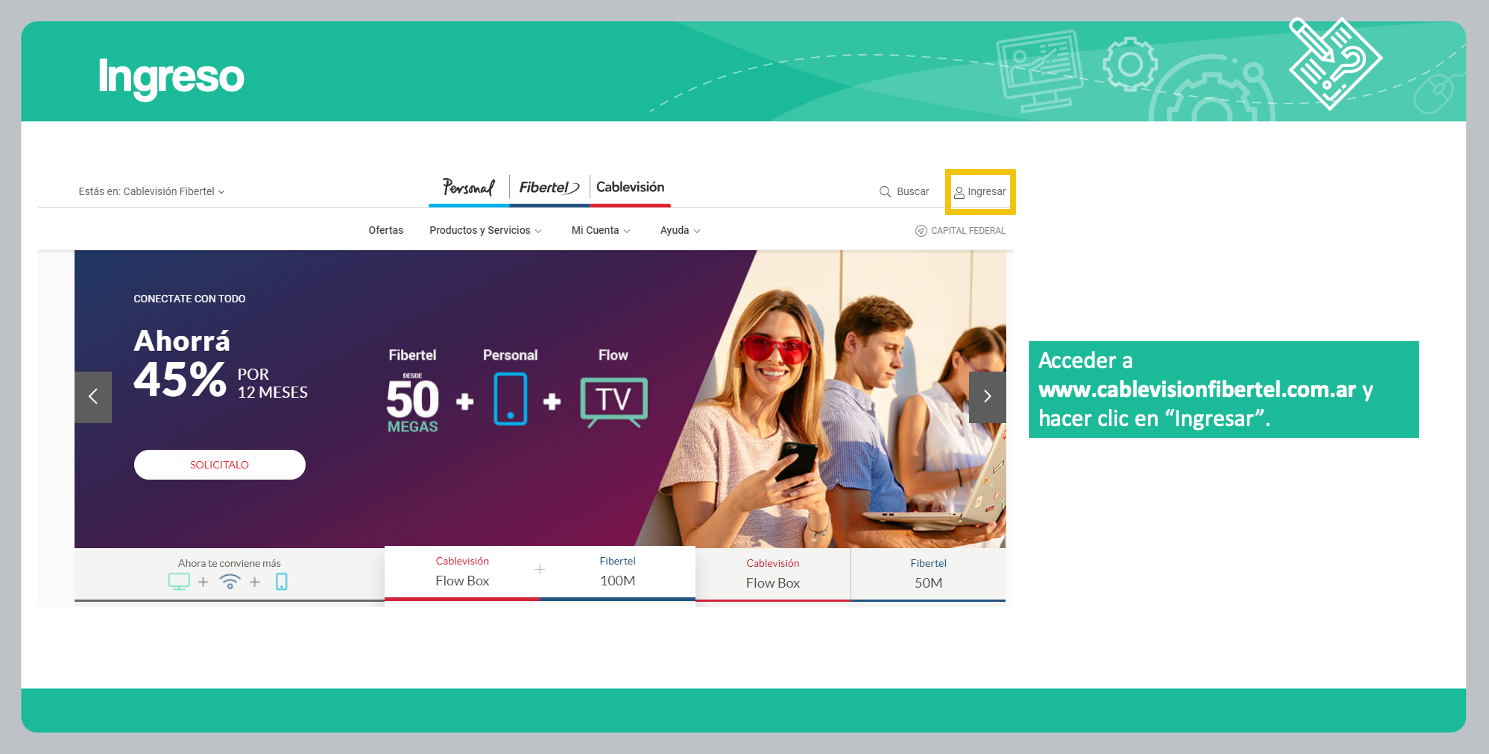 Ingreso
Estás en: Cablevisión Fibertel
Personal Fibertel Cablevisión
Buscar
Ingresar
Ofertas Productos y Servicios Mi Cuenta Ayuda
CAPITAL FEDERAL
CONECTATE CON TODO
Ahorrá
45% POR
12 MESES
SOLICITALO
Fibertel
DESDE
50
MEGAS
+
Personal
+
Flow
TV
Acceder a
www.cablevisionfibertel.com.ar y
hacer clic en “Ingresar”.
Ahora te conviene más
+ +
Cablevisión
Flow Box
+
Fibertel
100M
Cablevisión
Flow Box
Fibertel
50M